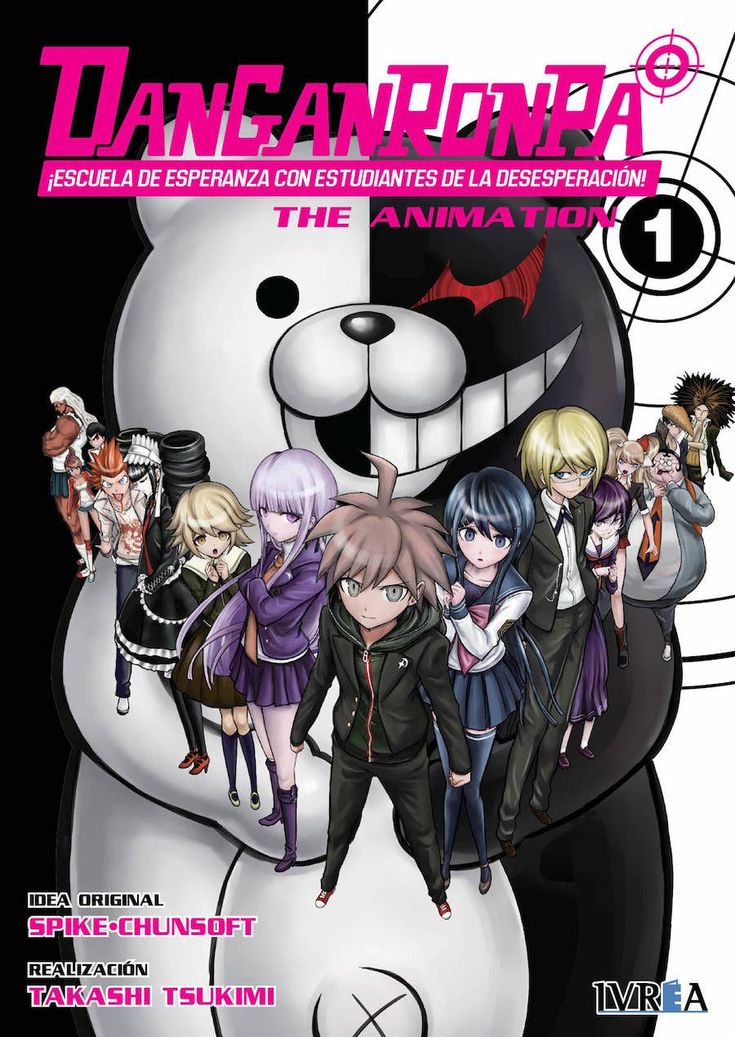 DANGANRONPA
¡ESCUELA DE ESPERANZA CON ESTUDIANTES DE LA DESESPERACIÓN!
THE ANIMATION
1
IDEA ORIGINAL
SPIKE•CHUNSOFT
REALIZACIÓN
TAKASHI TSUKIMI
IVREA